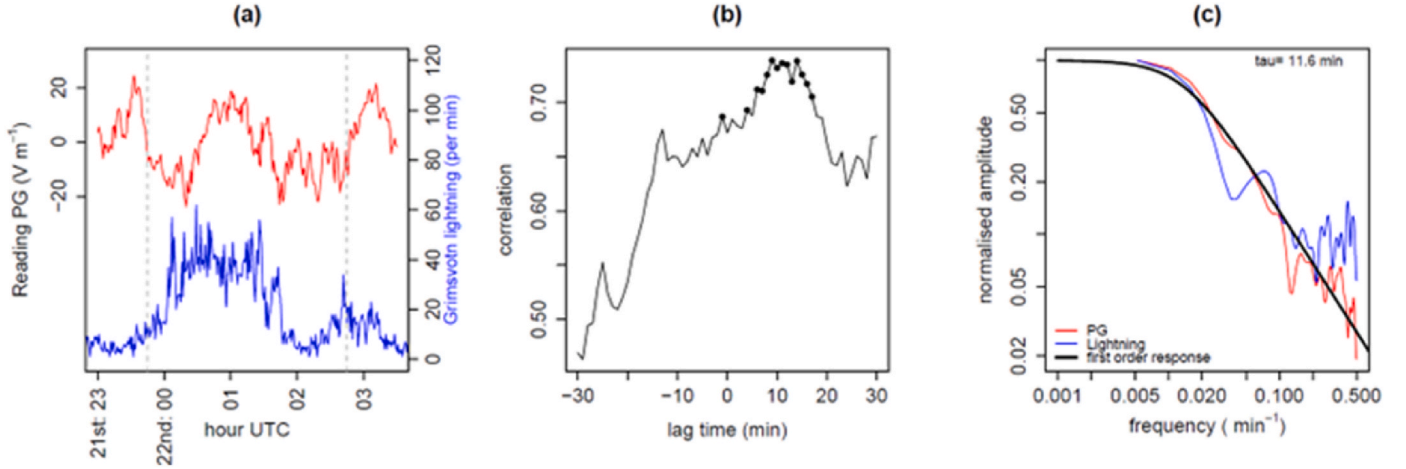 (a)
Reading PG (V m⁻¹)
20
0
−20
120
100
80
60
40
20
0
Grimsvotn lightning (per min)
21st: 23
22nd: 00
01
02
03
hour UTC
(b)
correlation
0.70
0.60
0.50
−30
−10
0
10
20
30
lag time (min)
(c)
tau= 11.6 min
normalised amplitude
0.50
0.20
0.05
0.02
PG
Lightning
first order response
0.001
0.005
0.020
0.100
0.500
frequency ( min⁻¹)